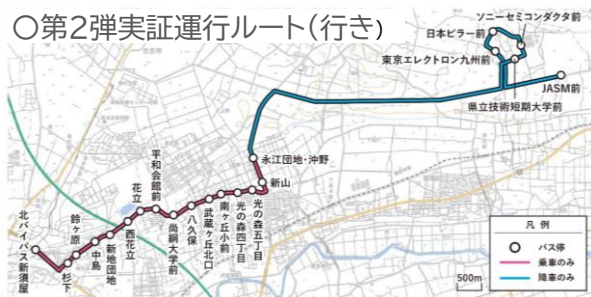 ○第2弾実証運行ルート(行き)
ソニーセミコンダクタ前
日本ピラー前
東京エレクトロン九州前
JASM前
県立技術短期大学前
永江団地・沖野
新山
光の森五丁目
光の森四丁目
南ヶ丘小前
武蔵ヶ丘北口
八久保
尚絅大学前
平和会館前
花立
西花立
新地団地
中島
鈴ヶ原
杉下
北バイパス新須屋
凡例
バス停
乗車のみ
降車のみ
500m